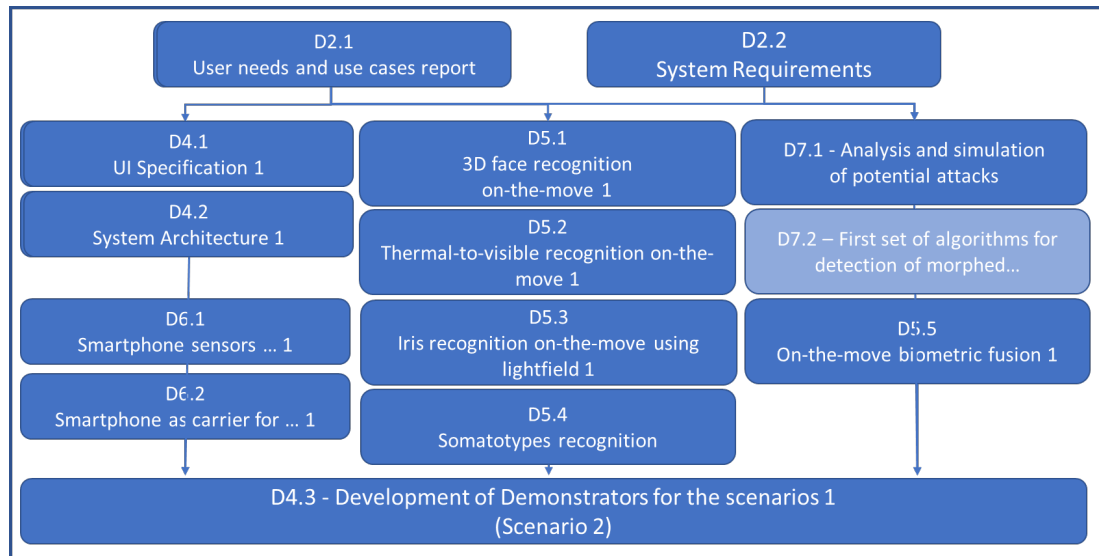 D2.1
User needs and use cases report
D2.2
System Requirements
D4.1
UI Specification 1
D4.2
System Architecture 1
D6.1
Smartphone sensors … 1
D6.2
Smartphone as carrier for … 1
D5.1
3D face recognition
on-the-move 1
D5.2
Thermal-to-visible recognition on-the-
move 1
D5.3
Iris recognition on-the-move using
lightfield 1
D5.4
Somatotypes recognition
D7.1 - Analysis and simulation
of potential attacks
D7.2 – First set of algorithms for
detection of morphed…
D5.5
On-the-move biometric fusion 1
D4.3 - Development of Demonstrators for the scenarios 1
(Scenario 2)